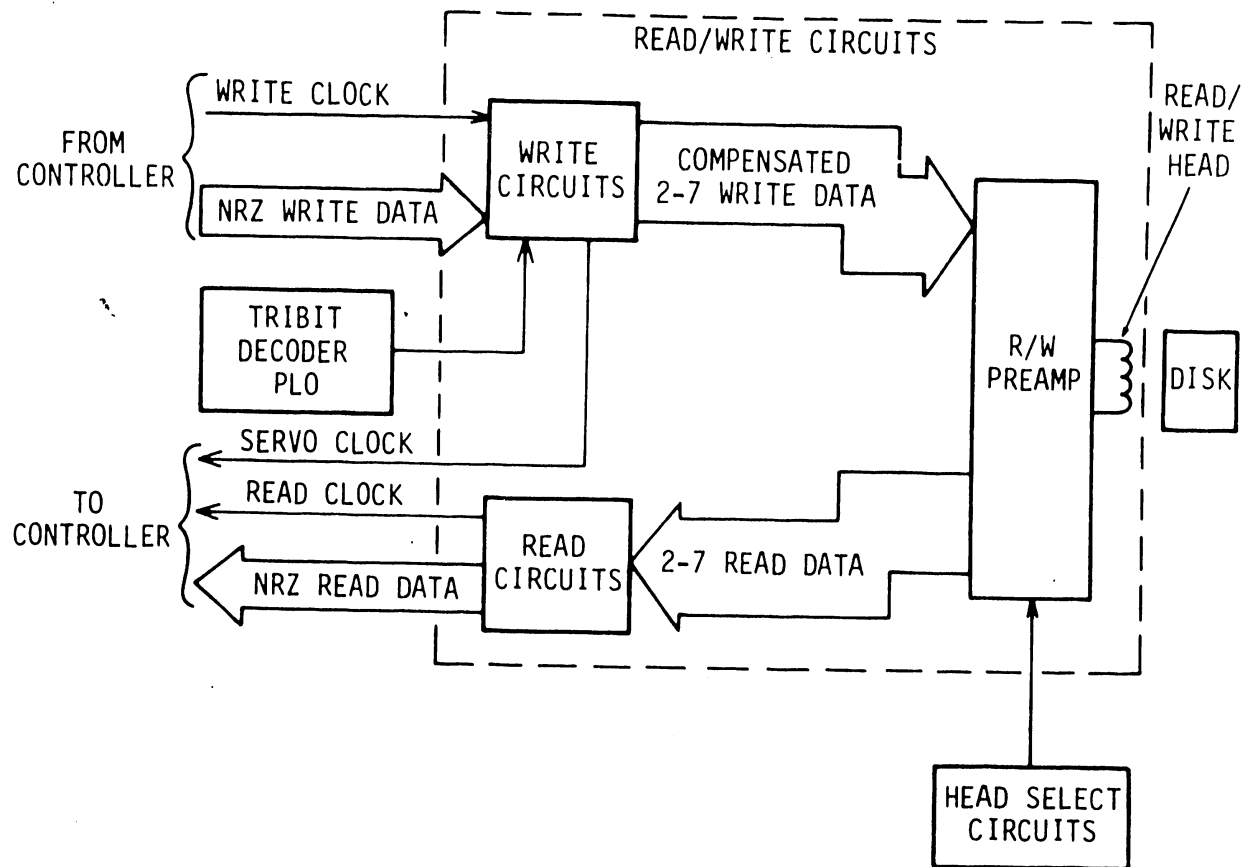 READ/WRITE CIRCUITS
WRITE CLOCK
READ/
WRITE
HEAD
FROM
CONTROLLER
WRITE
CIRCUITS
COMPENSATED
2-7 WRITE DATA
NRZ WRITE DATA
TRIBIT
DECODER
PLO
R/W
PREAMP
DISK
SERVO CLOCK
READ CLOCK
TO
CONTROLLER
READ
CIRCUITS
2-7 READ DATA
NRZ READ DATA
HEAD SELECT
CIRCUITS